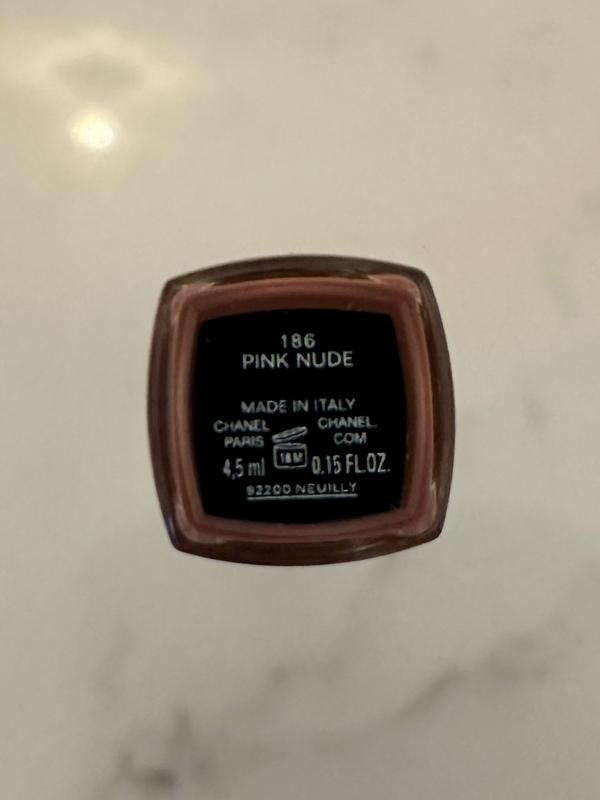 186
PINK NUDE
MADE IN ITALY
CHANEL PARIS
CHANEL. COM
4,5 ml
18 M
0.15 FL.OZ.
92200 NEUILLY